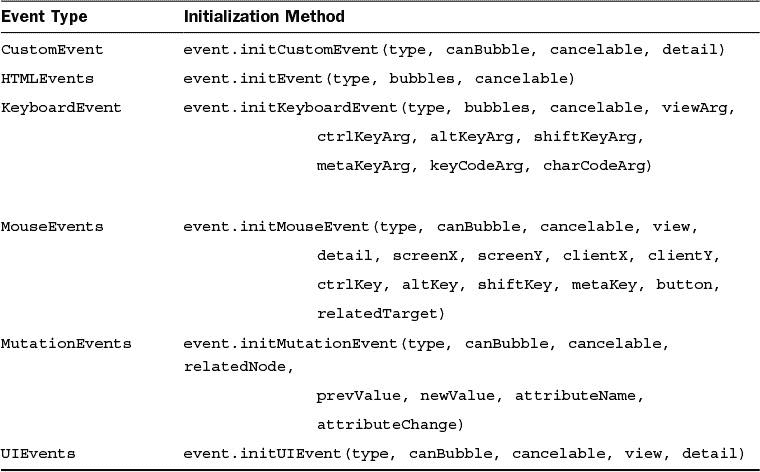 Event Type Initialization Method
CustomEvent event.initCustomEvent(type, canBubble, cancelable, detail)
HTMLEvents event.initEvent(type, bubbles, cancelable)
KeyboardEvent event.initKeyboardEvent(type, bubbles, cancelable, viewArg,
ctrlKeyArg, altKeyArg, shiftKeyArg,
metaKeyArg, keyCodeArg, charCodeArg)
MouseEvents event.initMouseEvent(type, canBubble, cancelable, view,
detail, screenX, screenY, clientX, clientY,
ctrlKey, altKey, shiftKey, metaKey, button,
relatedTarget)
MutationEvents event.initMutationEvent(type, canBubble, cancelable,
relatedNode,
prevValue, newValue, attributeName,
attributeChange)
UIEvents event.initUIEvent(type, canBubble, cancelable, view, detail)